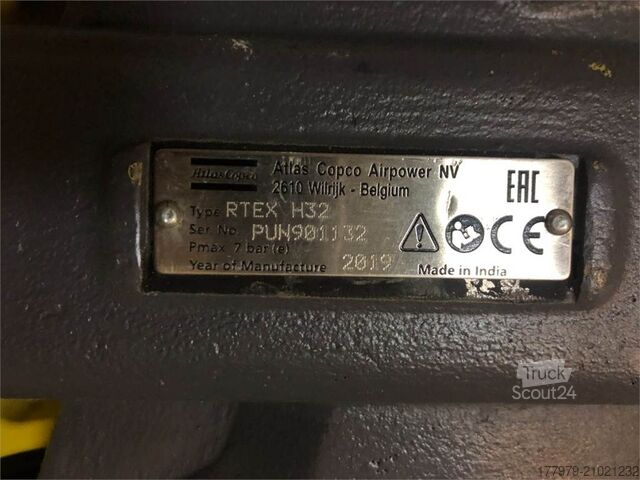 Atlas Copco
Atlas Copco Airpower NV
2610 Wilrijk - Belgium
EAC
Type RTEX H32
Ser No. PUN901132
Pmax 7 bar(e)
Year of Manufacture 2019
CE
Made in India
Truck
Scout24
177979-21021232